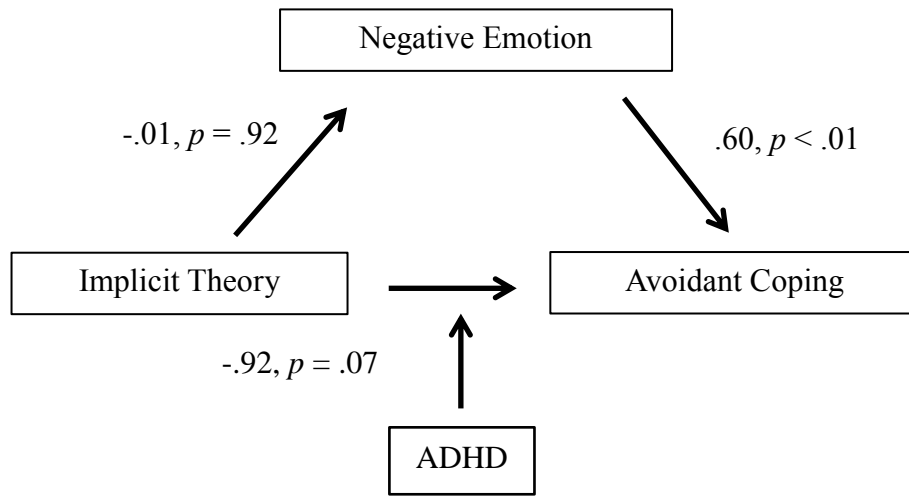 Negative Emotion
-.01, p = .92
.60, p < .01
Implicit Theory
Avoidant Coping
-.92, p = .07
ADHD